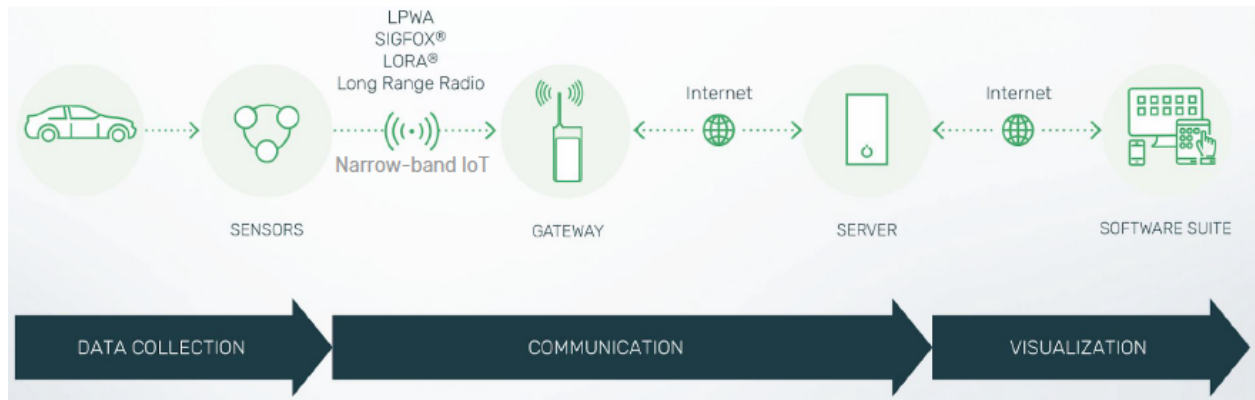 LPWA
SIGFOX®
LORA®
Long Range Radio
Narrow-band IoT
Internet
Internet
SENSORS
GATEWAY
SERVER
SOFTWARE SUITE
DATA COLLECTION
COMMUNICATION
VISUALIZATION